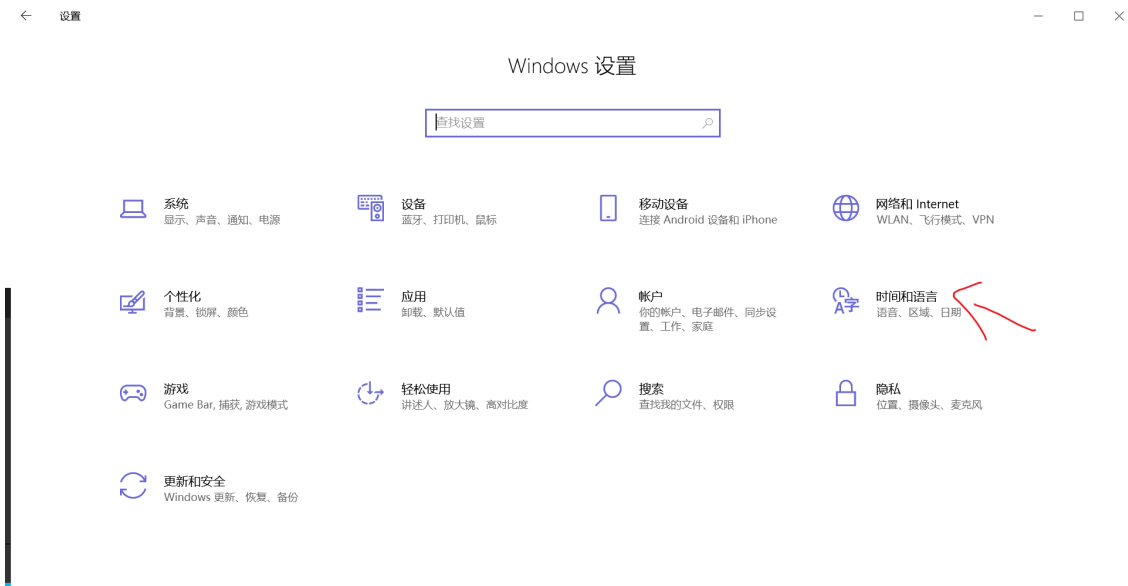 设置
Windows 设置
查找设置
系统
显示、声音、通知、电源
设备
蓝牙、打印机、鼠标
移动设备
连接 Android 设备和 iPhone
网络和 Internet
WLAN、飞行模式、VPN
个性化
背景、锁屏、颜色
应用
卸载、默认值
帐户
你的帐户、电子邮件、同步设
置、工作、家庭
时间和语言
语音、区域、日期
游戏
Game Bar, 捕获, 游戏模式
轻松使用
讲述人、放大镜、高对比度
搜索
查找我的文件、权限
隐私
位置、摄像头、麦克风
更新和安全
Windows 更新、恢复、备份